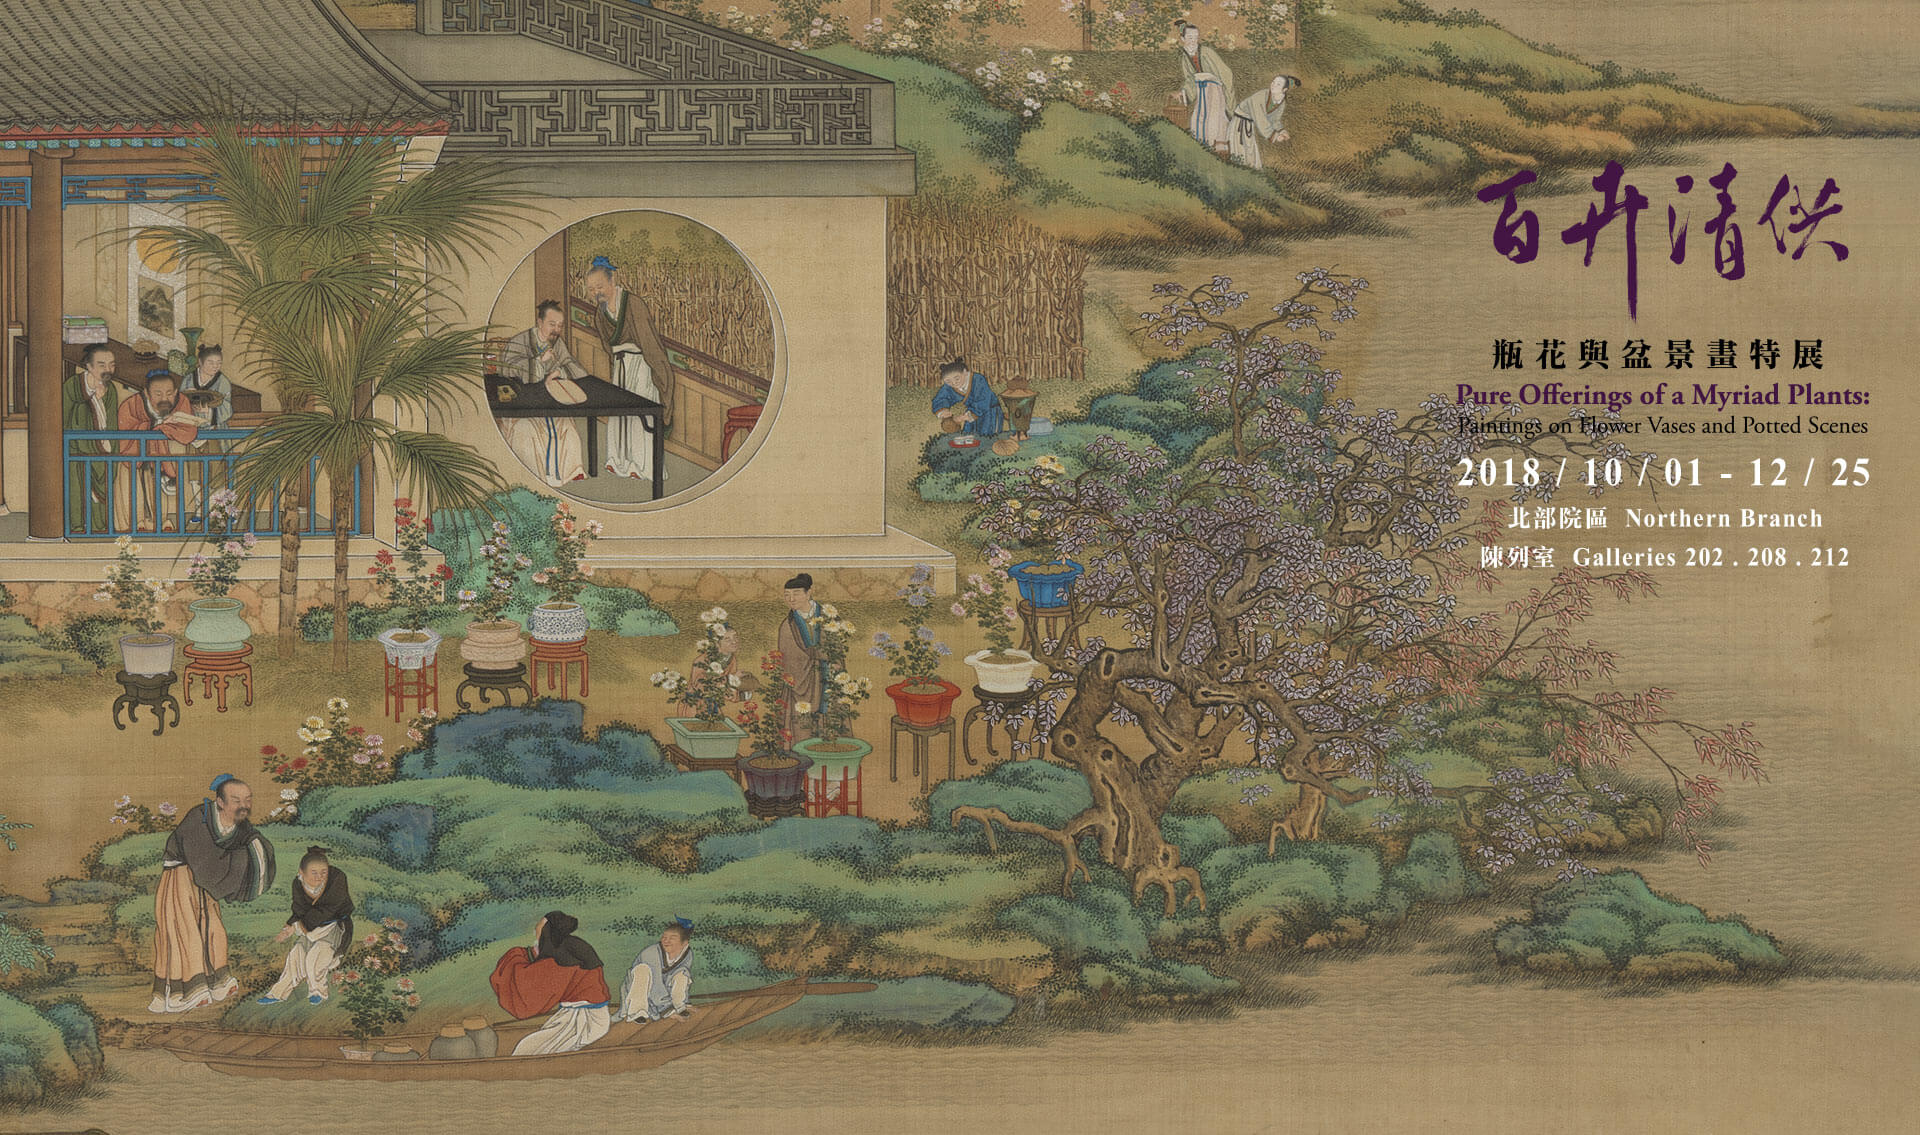 百卉清供
瓶花與盆景畫特展
Pure Offerings of a Myriad Plants:
Paintings on Flower Vases and Potted Scenes
2018 / 10 / 01 - 12 / 25
北部院區 Northern Branch
陳列室 Galleries 202 . 208 . 212